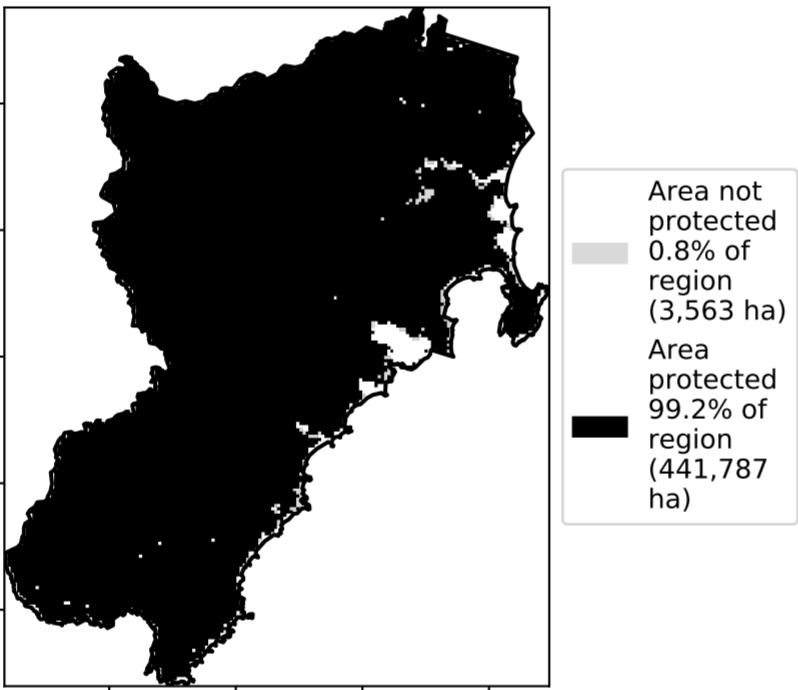 Area not
protected
0.8% of
region
(3,563 ha)
Area
protected
99.2% of
region
(441,787
ha)